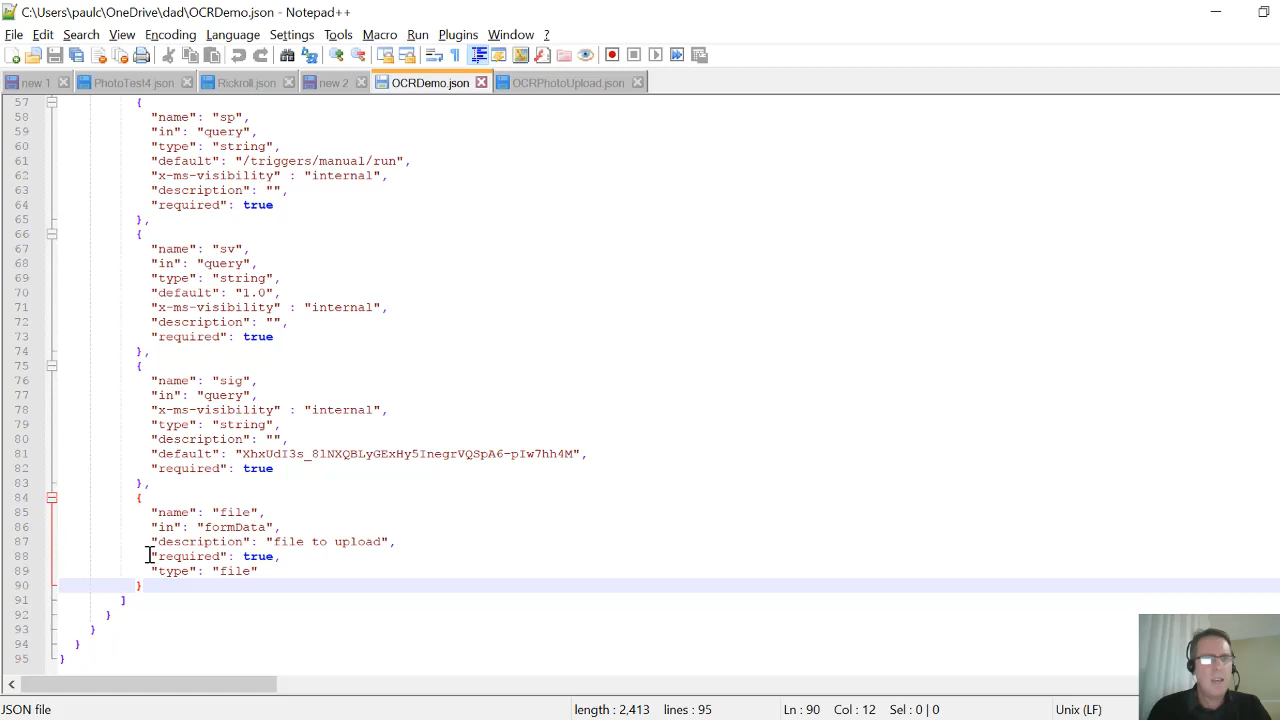 C:\Users\paulc\OneDrive\dad\OCRDemo.json - Notepad++
File Edit Search View Encoding Language Settings Tools Macro Run Plugins Window ?
new 1 PhotoTest4.json Rickroll.json new 2 OCRDemo.json OCRPhotoUpload.json
57 {
58 "name": "sp",
59 "in": "query",
60 "type": "string",
61 "default": "/triggers/manual/run",
62 "x-ms-visibility" : "internal",
63 "description": "",
64 "required": true
65 },
66 {
67 "name": "sv",
68 "in": "query",
69 "type": "string",
70 "default": "1.0",
71 "x-ms-visibility" : "internal",
72 "description": "",
73 "required": true
74 },
75 {
76 "name": "sig",
77 "in": "query",
78 "x-ms-visibility" : "internal",
79 "type": "string",
80 "description": "",
81 "default": "XhxUdI3s_81NXQBLyGExHy5InegrVQSpA6-pIw7hh4M",
82 "required": true
83 },
84 {
85 "name": "file",
86 "in": "formData",
87 "description": "file to upload",
88 "required": true,
89 "type": "file"
90 }
91 ]
92 }
93 }
94 }
95 }
JSON file length : 2,413 lines : 95 Ln : 90 Col : 12 Sel : 0 | 0 Unix (LF)